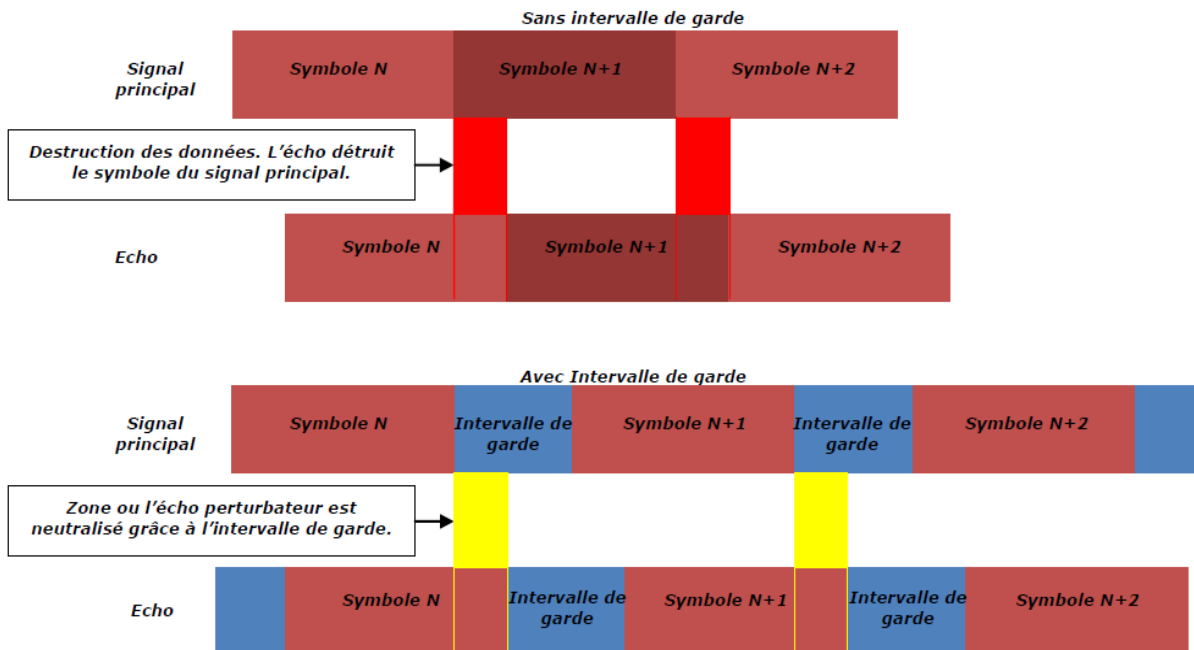 Sans intervalle de garde
Signal
principal
Symbole N
Symbole N+1
Symbole N+2
Destruction des données. L'écho détruit
le symbole du signal principal.
Echo
Symbole N
Symbole N+1
Symbole N+2
Avec Intervalle de garde
Signal
principal
Symbole N
Intervalle de
garde
Symbole N+1
Intervalle de
garde
Symbole N+2
Zone ou l'écho perturbateur est
neutralisé grâce à l'intervalle de garde.
Echo
Symbole N
Intervalle de
garde
Symbole N+1
Intervalle de
garde
Symbole N+2